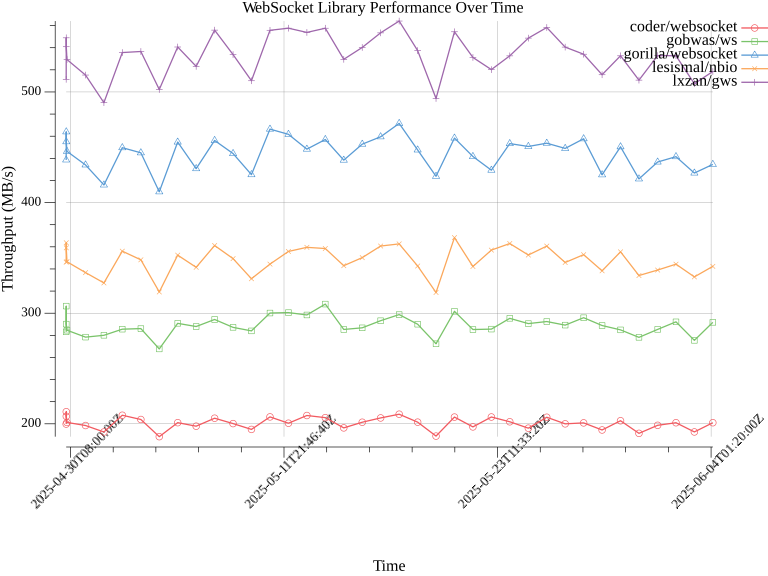 WebSocket Library Performance Over Time
coder/websocket
gobwas/ws
gorilla/websocket
lesismal/nbio
lxzan/gws
Throughput (MB/s)
500
400
300
200
2025-04-30T08:00:00Z
2025-05-11T21:46:40Z
2025-05-23T11:33:20Z
2025-06-04T01:20:00Z
Time